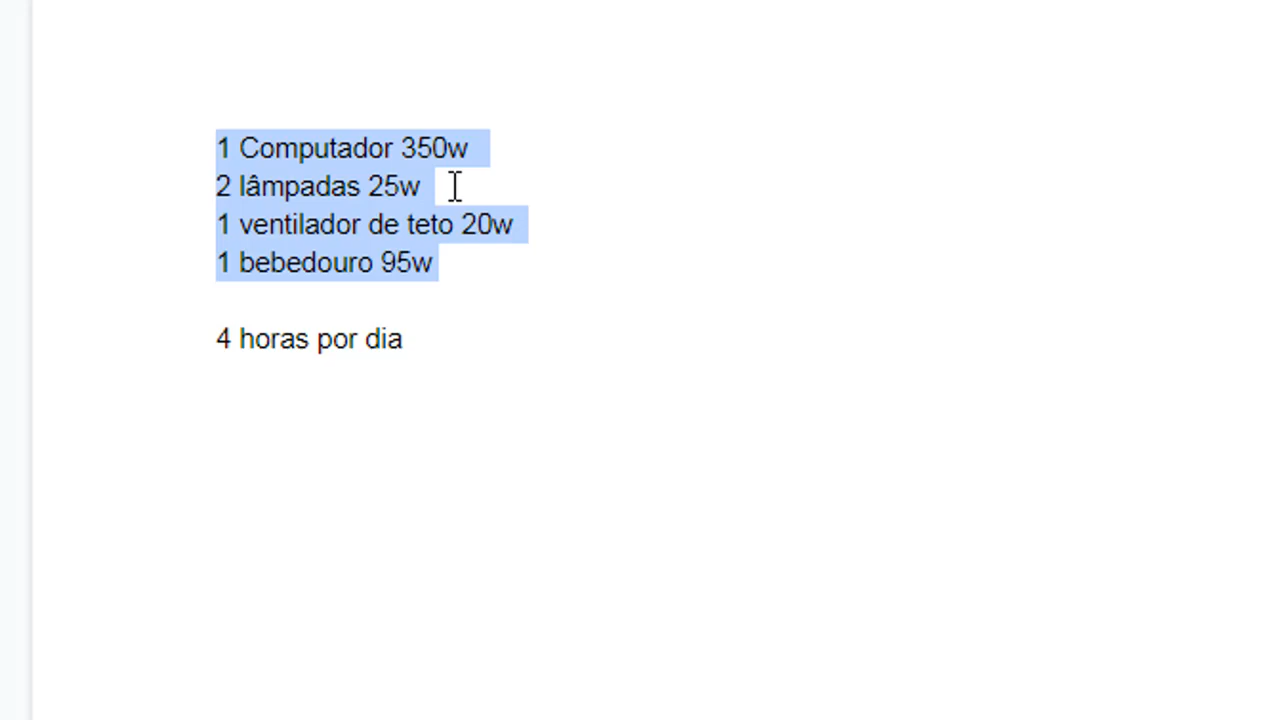 1 Computador 350w
2 lâmpadas 25w
1 ventilador de teto 20w
1 bebedouro 95w
4 horas por dia